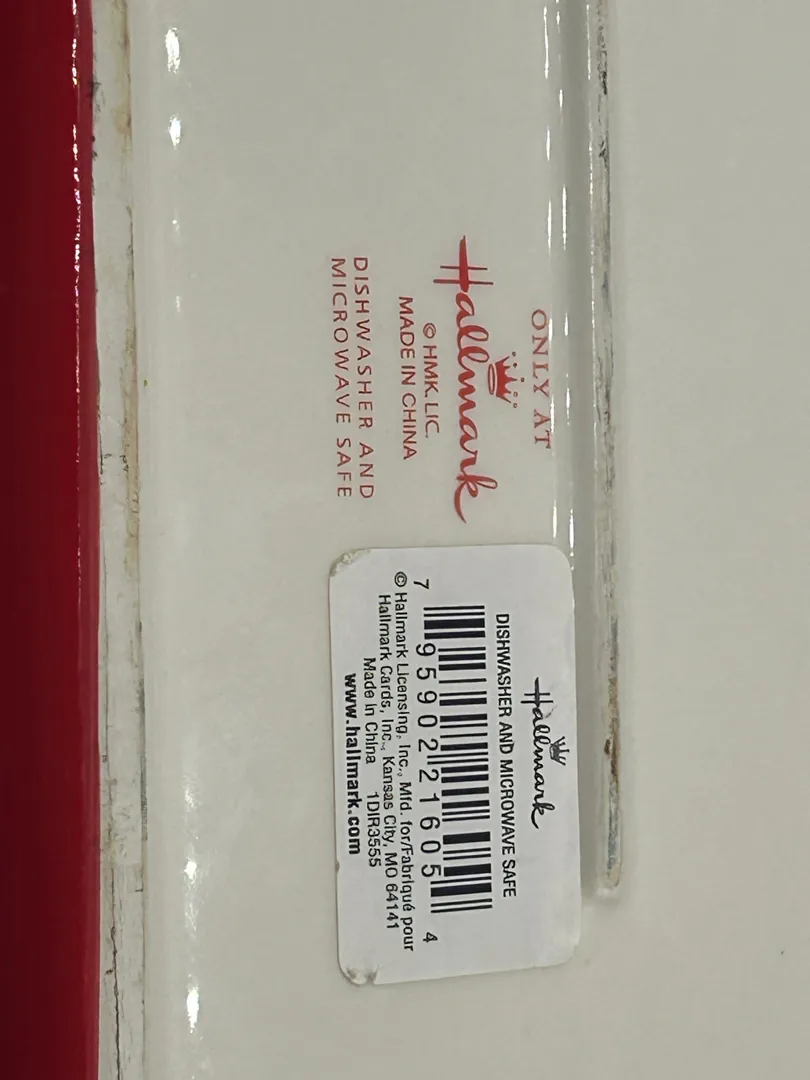 ONLY AT
Hallmark
© HMK. LIC.
MADE IN CHINA
DISHWASHER AND
MICROWAVE SAFE
Hallmark
DISHWASHER AND MICROWAVE SAFE
7 95902 21605 4
© Hallmark Licensing, Inc., Mfd. for/Fabriqué pour
Hallmark Cards, Inc., Kansas City, MO 64141
Made in China 1DIR3555
www.hallmark.com